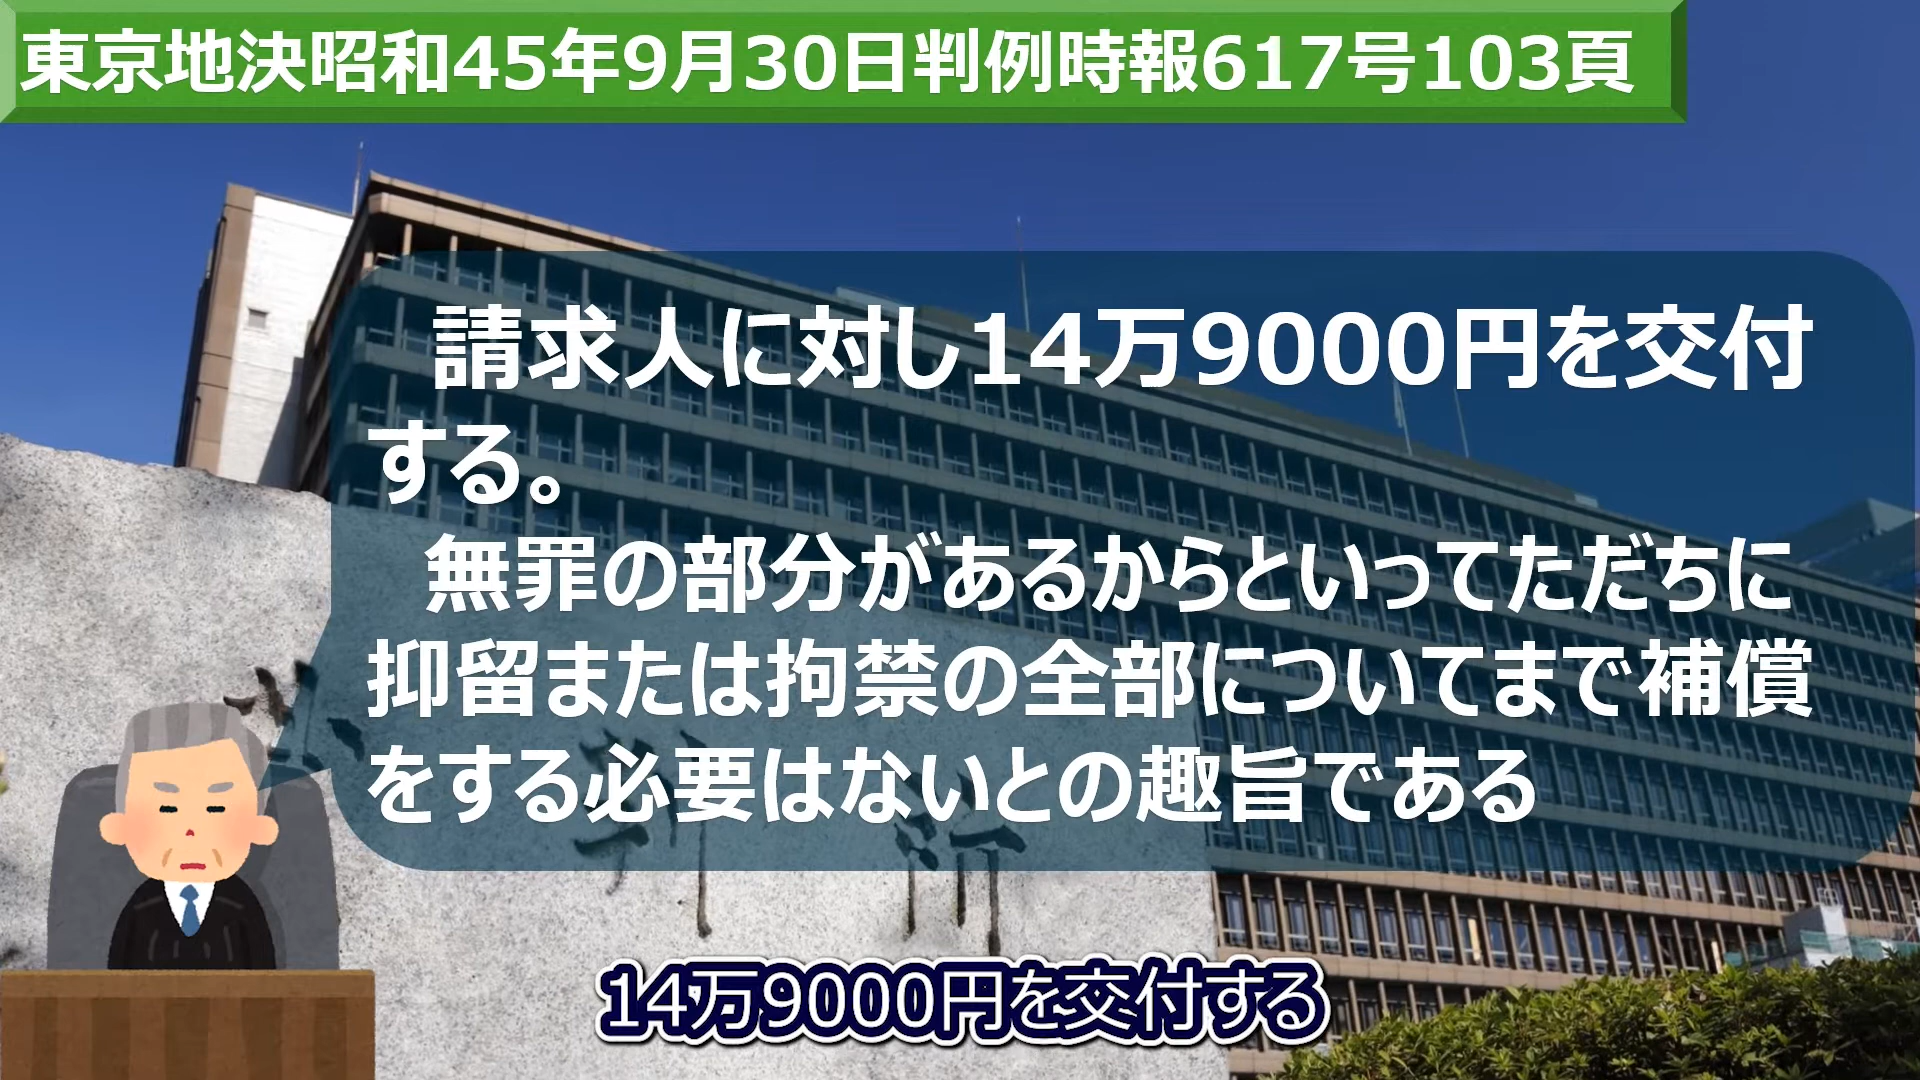 東京地決昭和45年9月30日判例時報617号103頁
請求人に対し14万9000円を交付
する。
無罪の部分があるからといってただちに
抑留または拘禁の全部についてまで補償
をする必要はないとの趣旨である
14万9000円を交付する